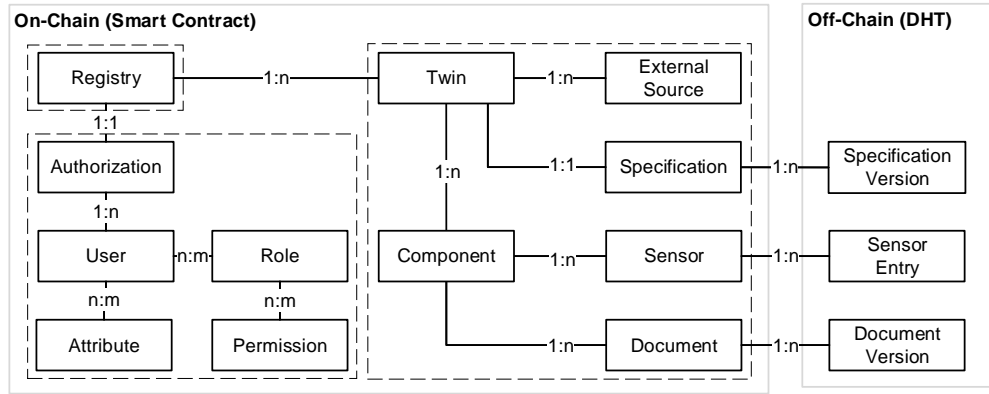 On-Chain (Smart Contract)
Off-Chain (DHT)
Registry
1:n
Twin
1:n
External
Source
1:1
Authorization
1:n
1:1
Specification
1:n
Specification
Version
1:n
User
n:m
Role
Component
1:n
Sensor
1:n
Sensor
Entry
n:m
n:m
Attribute
Permission
1:n
Document
1:n
Document
Version